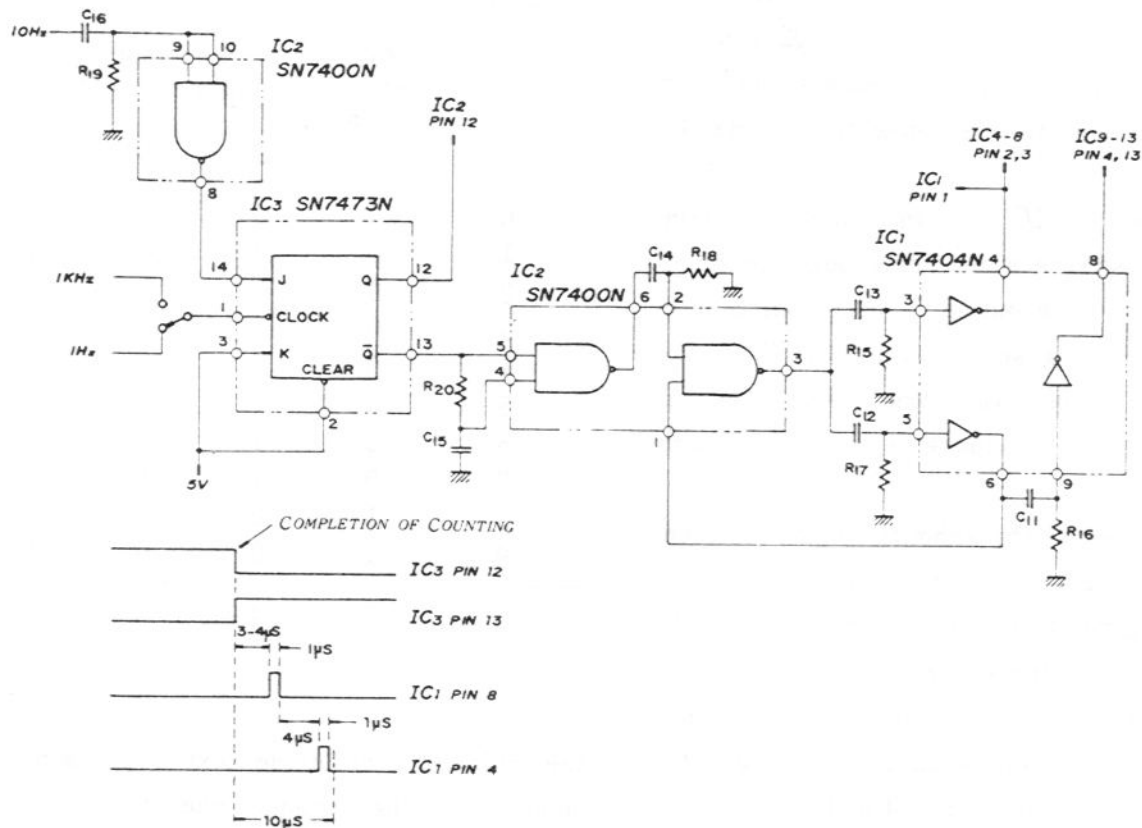 10Hz
C16
R19
9
10
IC2
SN7400N
8
IC2
PIN 12
IC3 SN7473N
14
J
Q
12
1KHz
1
CLOCK
1Hz
3
K
Q̅
13
CLEAR
2
5V
R20
C15
IC2
SN7400N
5
4
C14
R18
6
2
3
1
C13
R15
C12
R17
IC4-8
PIN 2,3
IC9-13
PIN 4,13
IC1
PIN 1
IC1
SN7404N
4
8
3
5
6
9
C11
R16
COMPLETION OF COUNTING
IC3 PIN 12
IC3 PIN 13
3-4μS
1μS
IC1 PIN 8
4μS
1μS
IC1 PIN 4
10μS